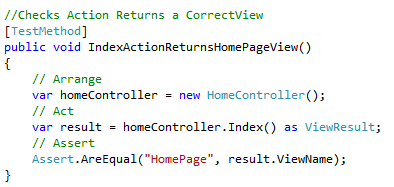 //Checks Action Returns a CorrectView
[TestMethod]
public void IndexActionReturnsHomePageView()
{
    // Arrange
    var homeController = new HomeController();
    // Act
    var result = homeController.Index() as ViewResult;
    // Assert
    Assert.AreEqual("HomePage", result.ViewName);
}